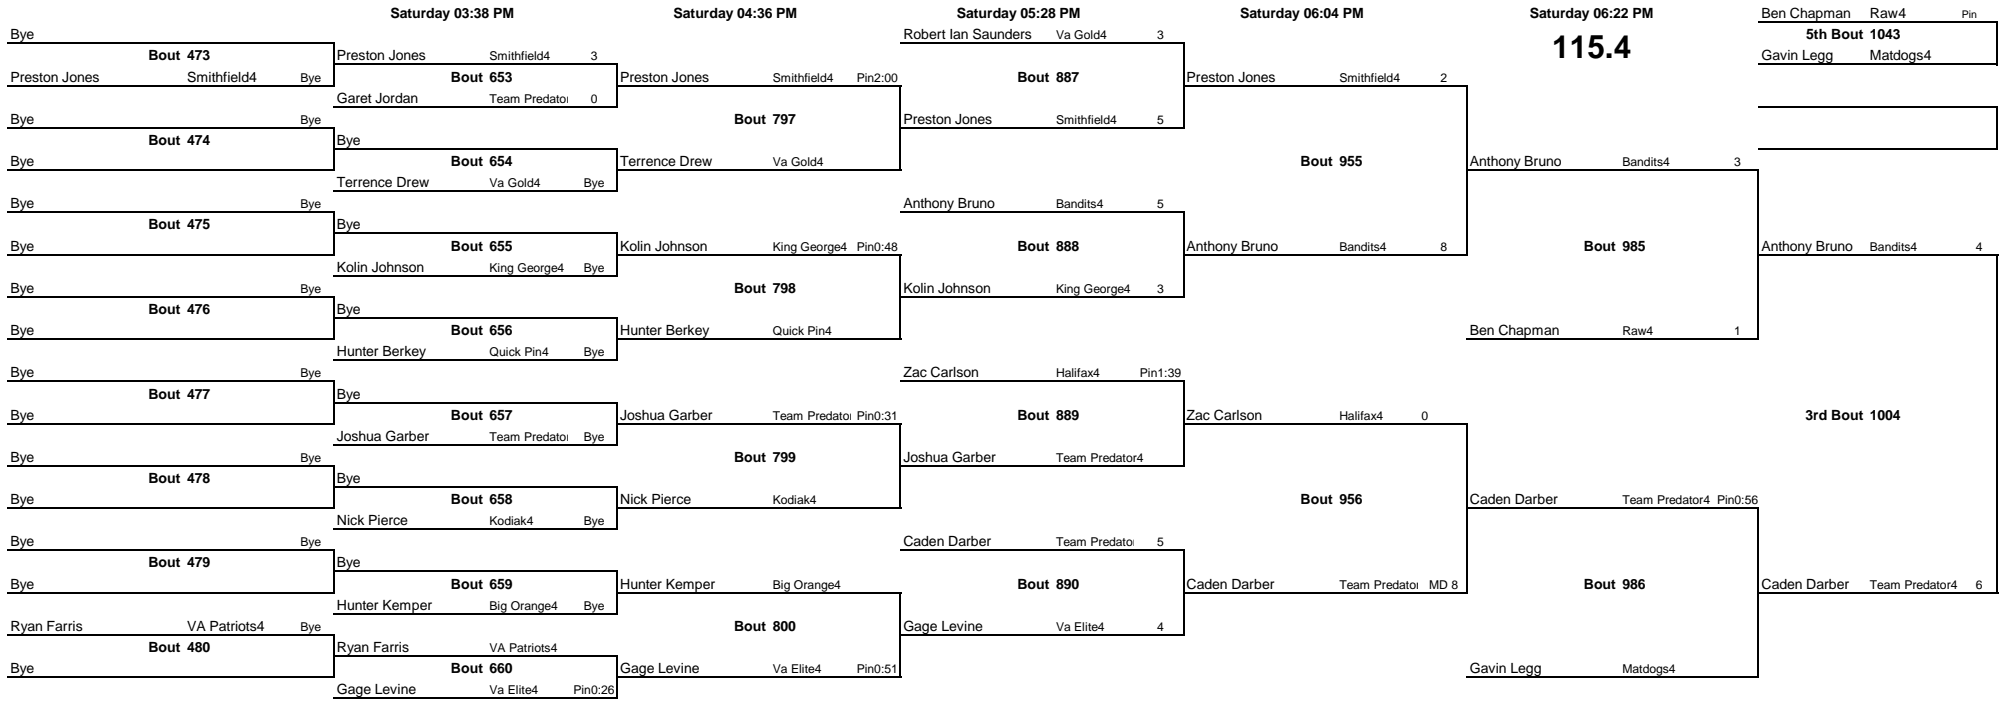 Saturday 03:38 PM Saturday 04:36 PM Saturday 05:28 PM Saturday 06:04 PM Saturday 06:22 PM Ben Chapman Raw4 Pin
Bye Robert Ian Saunders Va Gold4 3 115.4 5th Bout 1043
Bout 473 Preston Jones Smithfield4 3 Gavin Legg Matdogs4
Preston Jones Smithfield4 Bye Bout 653 Preston Jones Smithfield4 Pin2:00 Bout 887 Preston Jones Smithfield4 2
Garet Jordan Team Predator 0
Bye Bye Bout 797 Preston Jones Smithfield4 5
Bout 474 Bye
Bye Bout 654 Terrence Drew Va Gold4 Bout 955 Anthony Bruno Bandits4 3
Terrence Drew Va Gold4 Bye
Bye Bye Anthony Bruno Bandits4 5
Bout 475 Bye
Bye Bout 655 Kolin Johnson King George4 Pin0:48 Bout 888 Anthony Bruno Bandits4 8 Bout 985 Anthony Bruno Bandits4 4
Kolin Johnson King George4 Bye
Bye Bye Bout 798 Kolin Johnson King George4 3
Bout 476 Bye
Bye Bout 656 Hunter Berkey Quick Pin4 Ben Chapman Raw4 1
Hunter Berkey Quick Pin4 Bye
Bye Bye Zac Carlson Halifax4 Pin1:39
Bout 477 Bye
Bye Bout 657 Joshua Garber Team Predator Pin0:31 Bout 889 Zac Carlson Halifax4 0 3rd Bout 1004
Joshua Garber Team Predator Bye
Bye Bye Bout 799 Joshua Garber Team Predator4
Bout 478 Bye
Bye Bout 658 Nick Pierce Kodiak4 Bout 956 Caden Darber Team Predator4 Pin0:56
Nick Pierce Kodiak4 Bye
Bye Bye Caden Darber Team Predator 5
Bout 479 Bye
Bye Bout 659 Hunter Kemper Big Orange4 Bout 890 Caden Darber Team Predator MD 8 Bout 986 Caden Darber Team Predator4 6
Hunter Kemper Big Orange4 Bye
Ryan Farris VA Patriots4 Bye Bout 800 Gage Levine Va Elite4 4
Bout 480 Ryan Farris VA Patriots4
Bye Bout 660 Gage Levine Va Elite4 Pin0:51 Gavin Legg Matdogs4
Gage Levine Va Elite4 Pin0:26